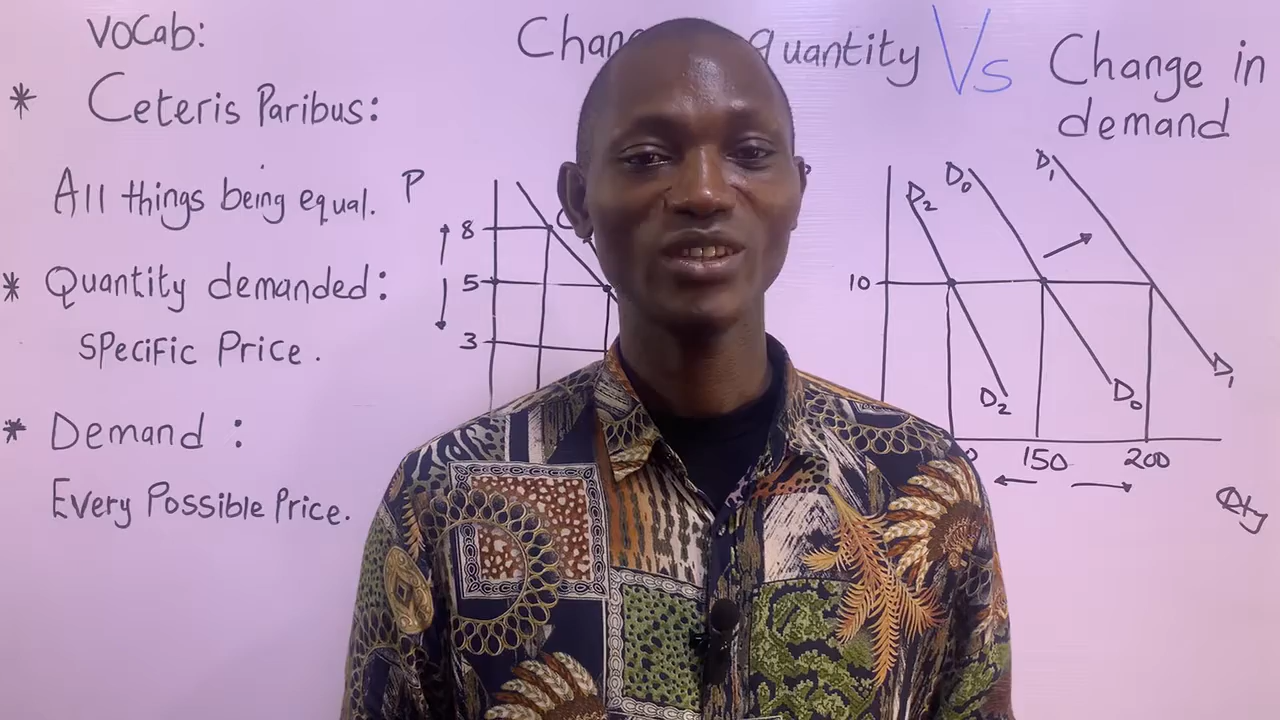 Vocab:
* Ceteris Paribus:
All things being equal.
* Quantity demanded:
Specific Price.
* Demand :
Every Possible Price.
quantity Vs Change in
demand
P
8
5
3
D2 D0 D1
10
D2 D0 D1
150 200
Qty